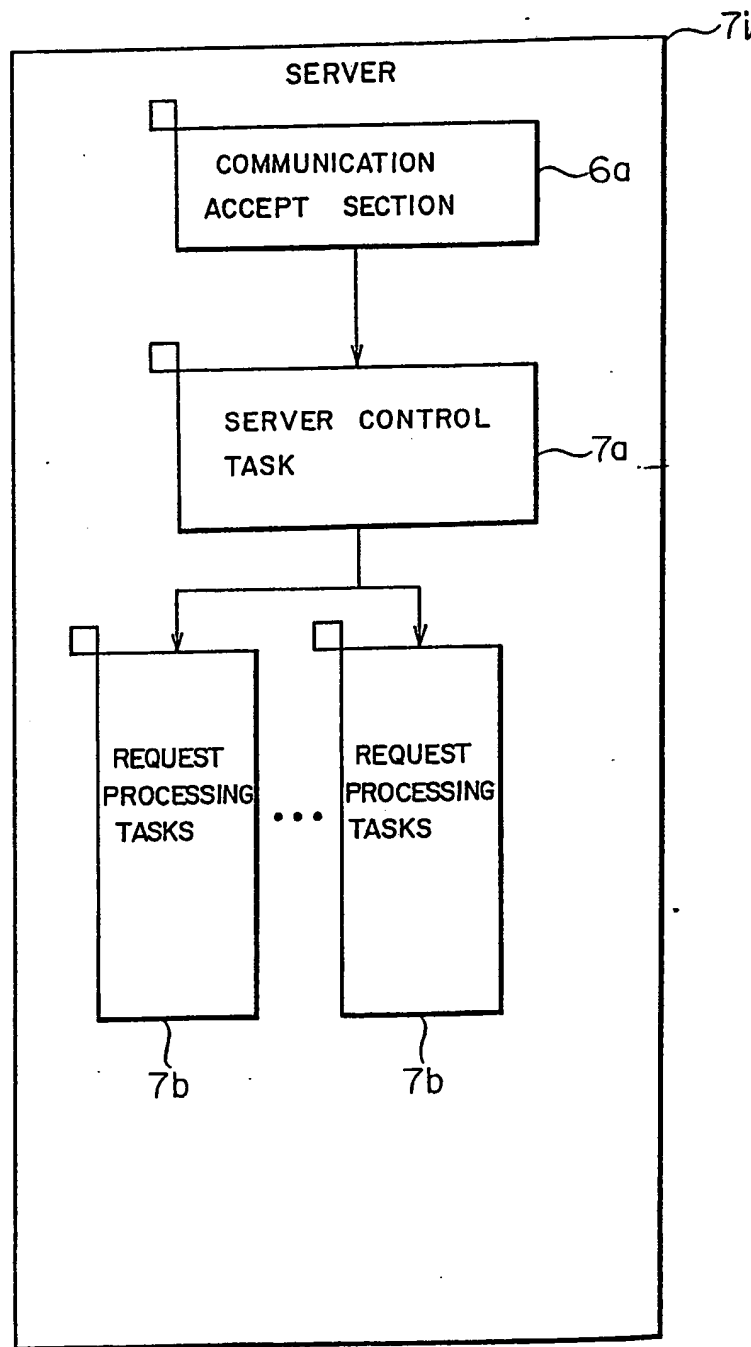 7i
SERVER
COMMUNICATION
ACCEPT SECTION
6a
SERVER CONTROL
TASK
7a
REQUEST
PROCESSING
TASKS
•••
REQUEST
PROCESSING
TASKS
7b
7b